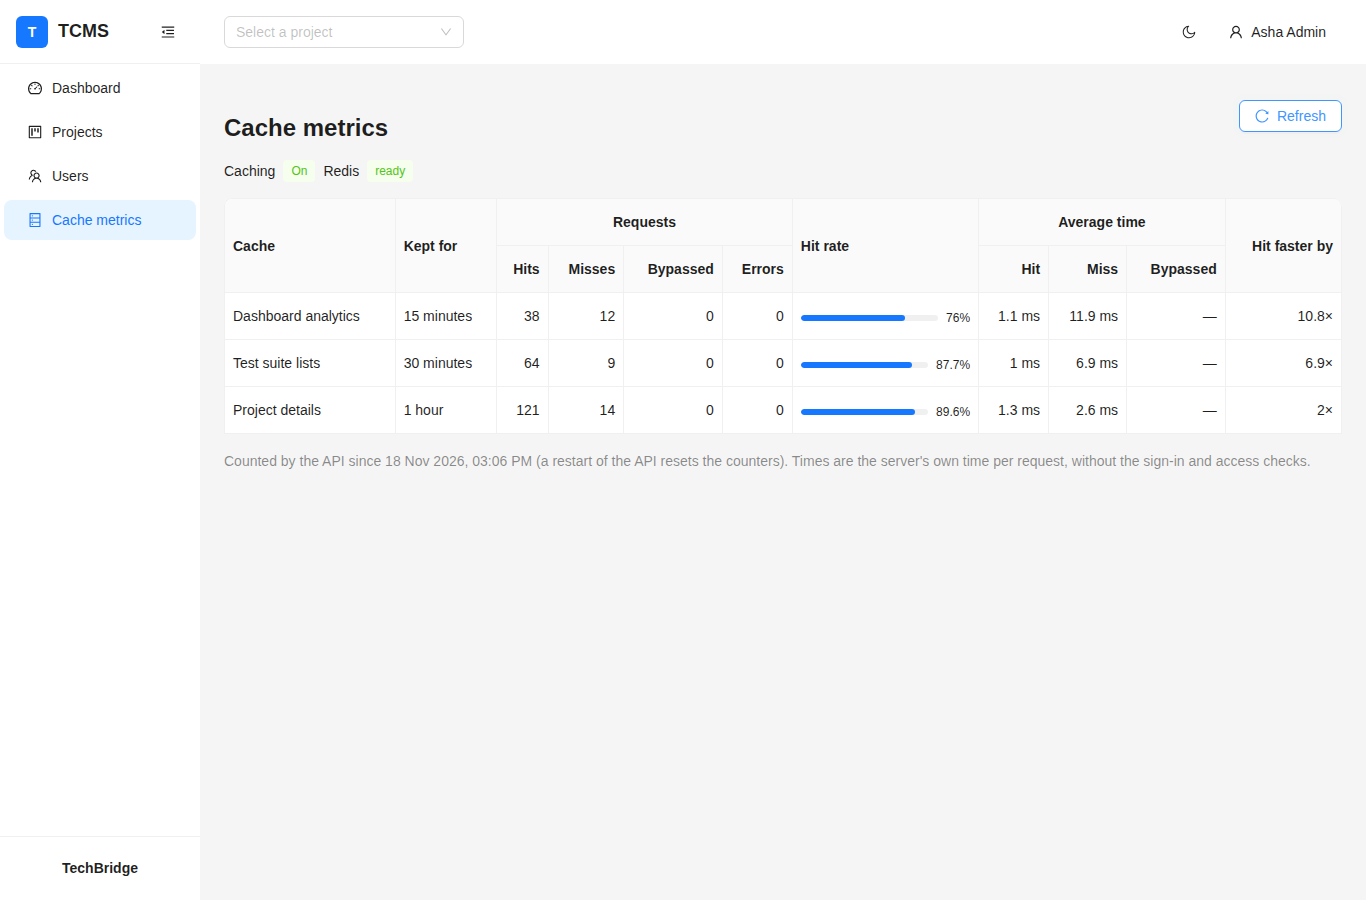 T TCMS
Select a project
Asha Admin
Dashboard
Projects
Users
Cache metrics
TechBridge
Cache metrics
Refresh
Caching On Redis ready
Cache Kept for Requests Hit rate Average time Hit faster by
Hits Misses Bypassed Errors Hit Miss Bypassed
Dashboard analytics 15 minutes 38 12 0 0 76% 1.1 ms 11.9 ms — 10.8×
Test suite lists 30 minutes 64 9 0 0 87.7% 1 ms 6.9 ms — 6.9×
Project details 1 hour 121 14 0 0 89.6% 1.3 ms 2.6 ms — 2×
Counted by the API since 18 Nov 2026, 03:06 PM (a restart of the API resets the counters). Times are the server's own time per request, without the sign-in and access checks.